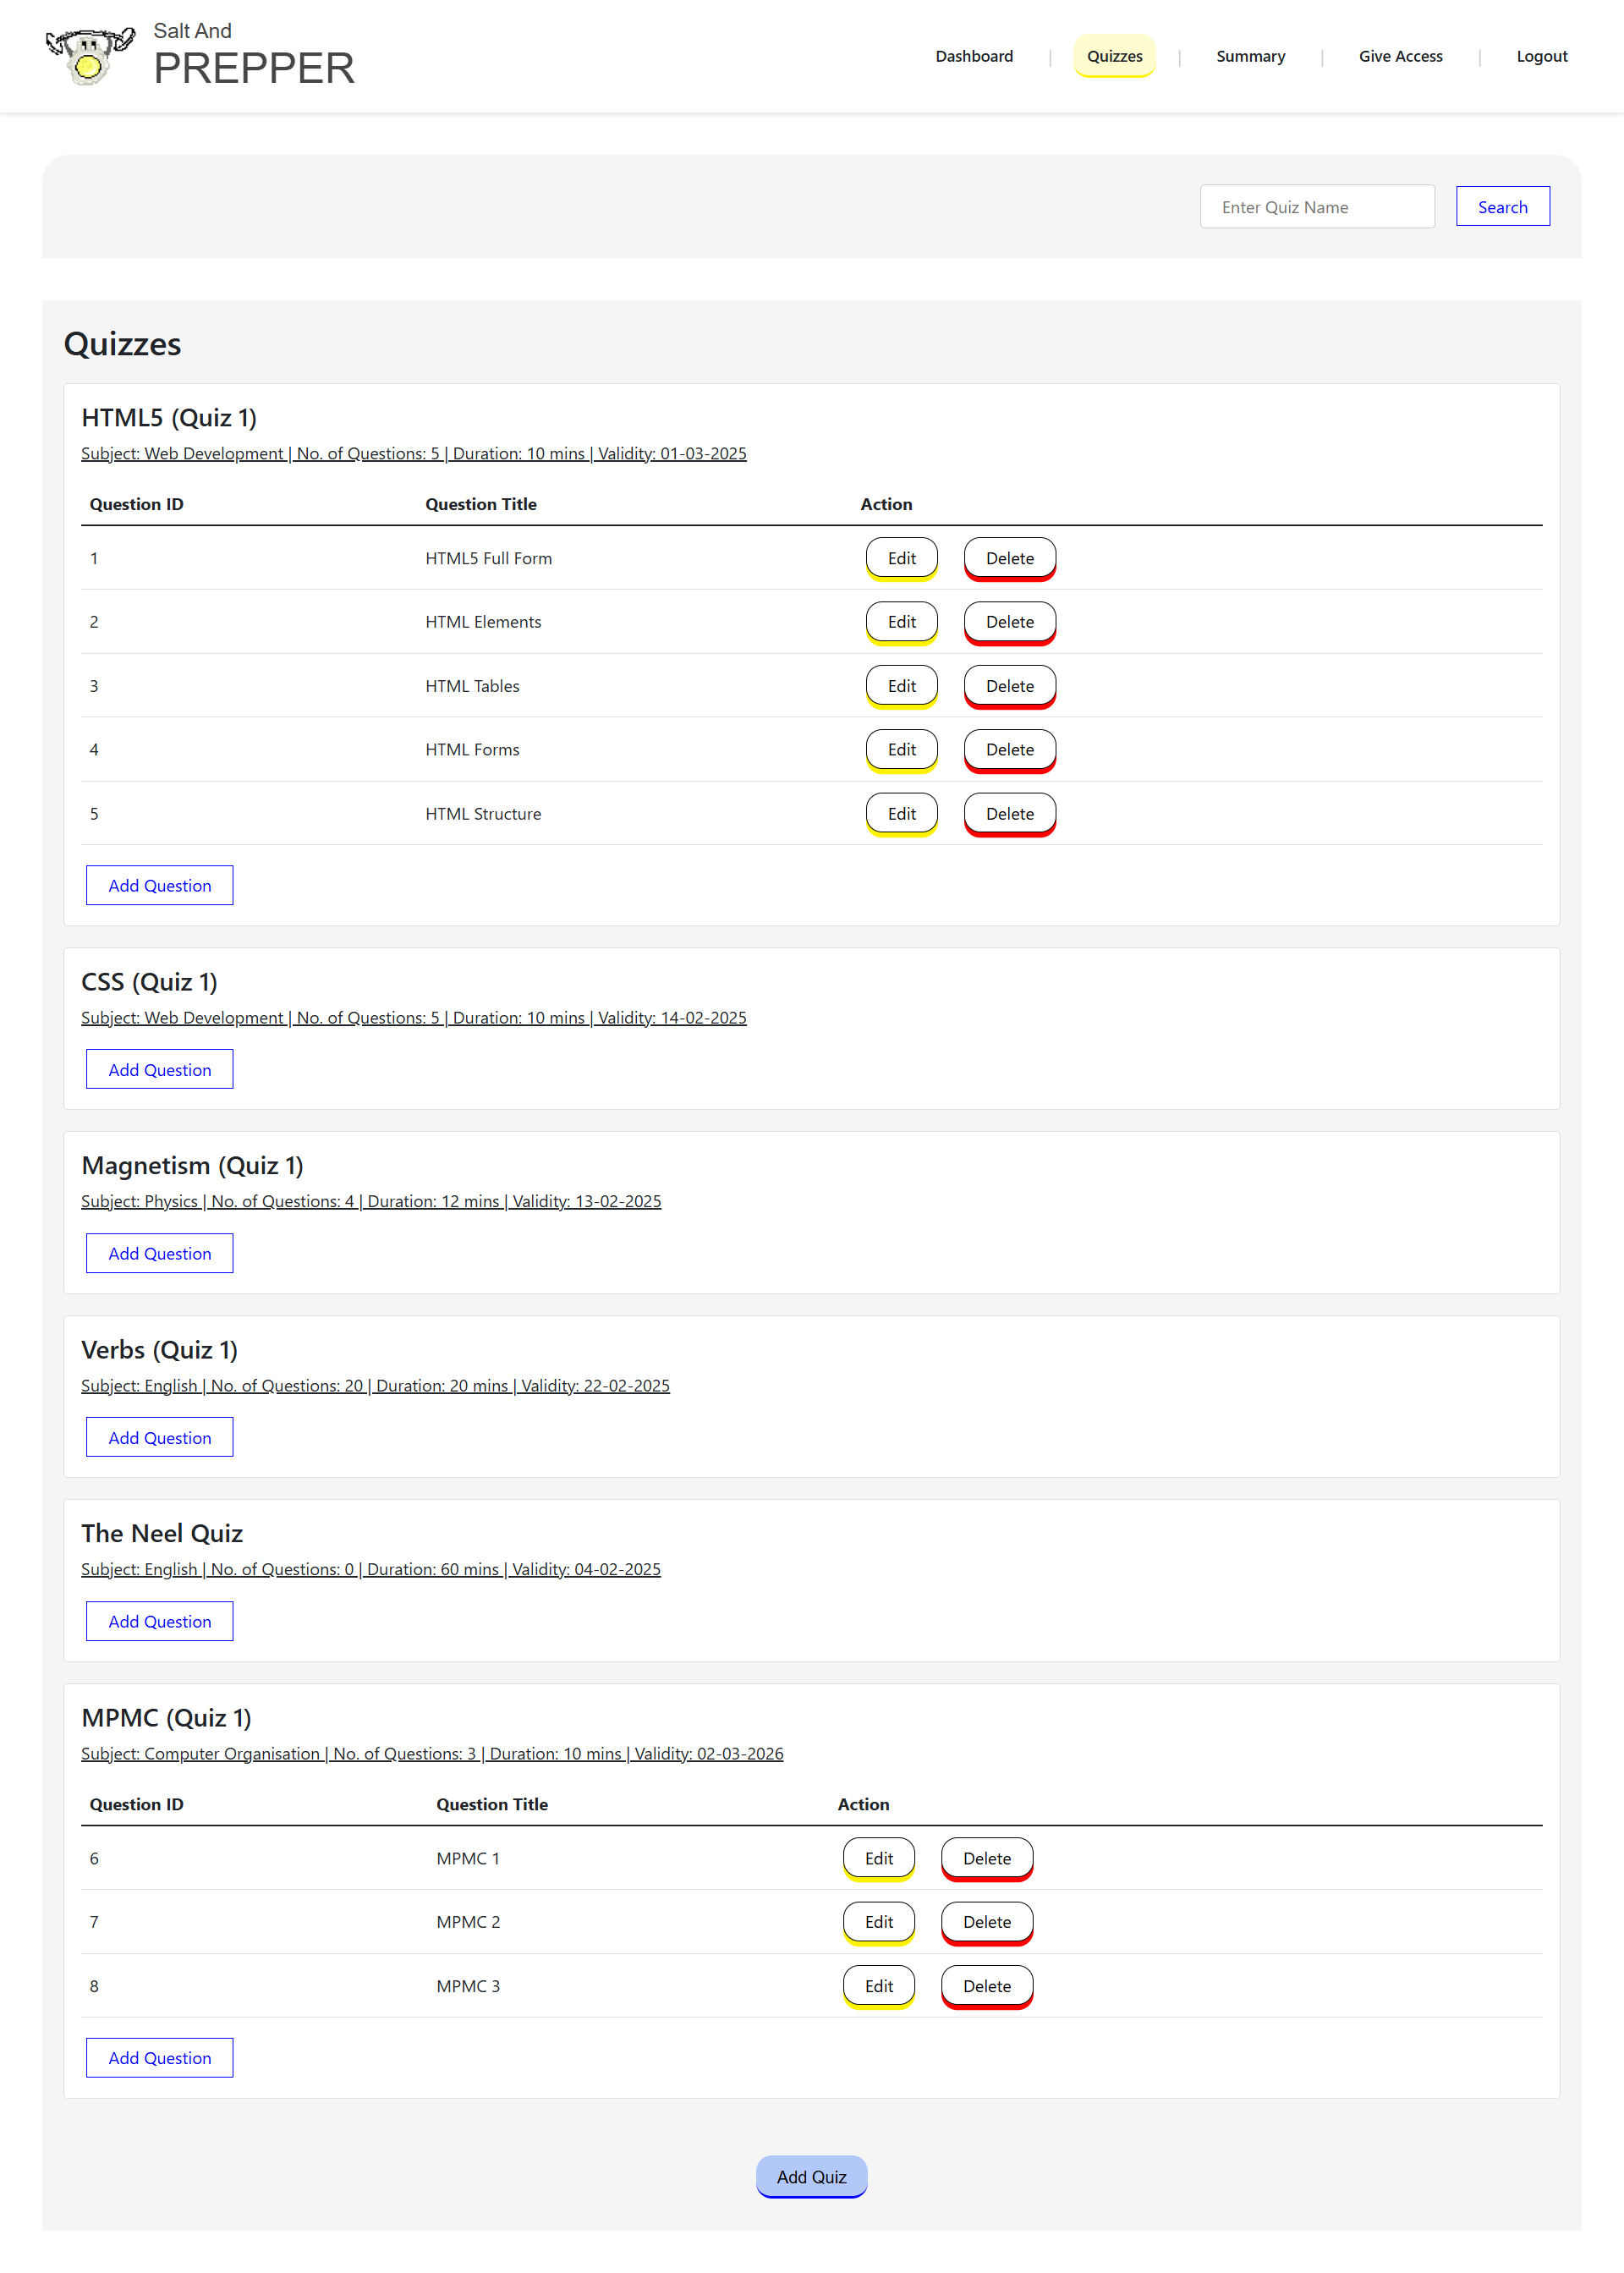 Salt And
PREPPER
Dashboard | Quizzes | Summary | Give Access | Logout
Enter Quiz Name Search
Quizzes
HTML5 (Quiz 1)
Subject: Web Development | No. of Questions: 5 | Duration: 10 mins | Validity: 01-03-2025
Question ID Question Title Action
1 HTML5 Full Form Edit Delete
2 HTML Elements Edit Delete
3 HTML Tables Edit Delete
4 HTML Forms Edit Delete
5 HTML Structure Edit Delete
Add Question
CSS (Quiz 1)
Subject: Web Development | No. of Questions: 5 | Duration: 10 mins | Validity: 14-02-2025
Add Question
Magnetism (Quiz 1)
Subject: Physics | No. of Questions: 4 | Duration: 12 mins | Validity: 13-02-2025
Add Question
Verbs (Quiz 1)
Subject: English | No. of Questions: 20 | Duration: 20 mins | Validity: 22-02-2025
Add Question
The Neel Quiz
Subject: English | No. of Questions: 0 | Duration: 60 mins | Validity: 04-02-2025
Add Question
MPMC (Quiz 1)
Subject: Computer Organisation | No. of Questions: 3 | Duration: 10 mins | Validity: 02-03-2026
Question ID Question Title Action
6 MPMC 1 Edit Delete
7 MPMC 2 Edit Delete
8 MPMC 3 Edit Delete
Add Question
Add Quiz